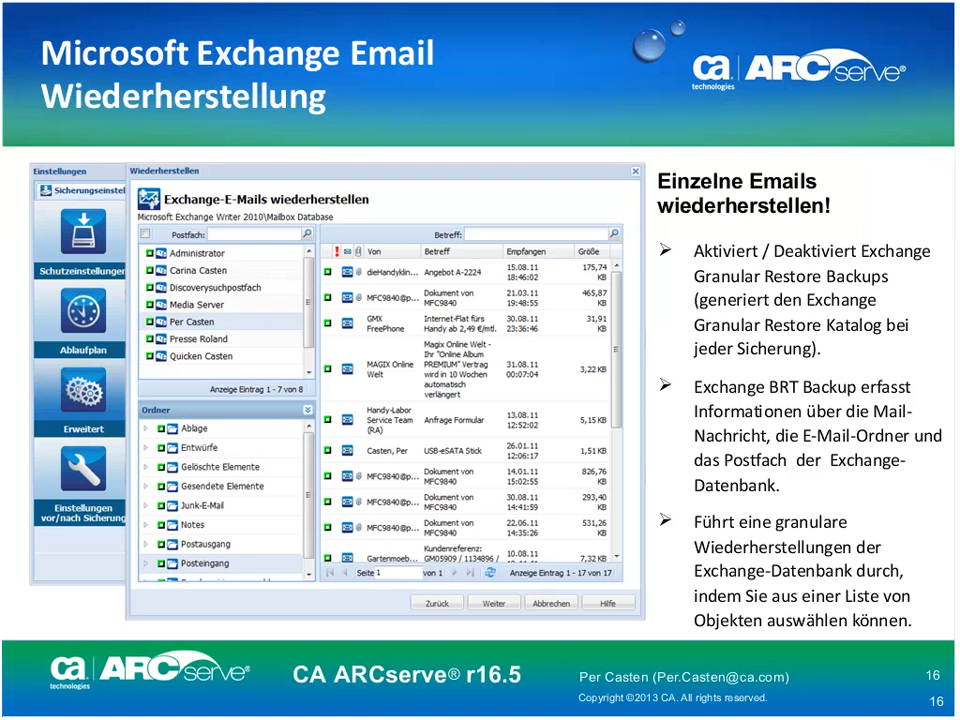 Microsoft Exchange Email
Wiederherstellung
ca
technologies
ARCserve®
Einstellungen
Sicherungseinstel
Schutzeinstellungen
Ablaufplan
Erweitert
Einstellungen
vor/nach Sicherung
Wiederherstellen
Exchange-E-Mails wiederherstellen
Microsoft Exchange Writer 2010\Mailbox Database
Postfach:
Administrator
Carina Casten
Discoverysuchpostfach
Media Server
Per Casten
Presse Roland
Quicken Casten
Anzeige Eintrag 1 - 7 von 8
Ordner
Ablage
Entwürfe
Gelöschte Elemente
Gesendete Elemente
Junk-E-Mail
Notes
Postausgang
Posteingang
Betreff:
Von Betreff Empfangen Größe
dieHandyklin... Angebot A-2224 15.08.11 18:46:02 175,74 KB
MFC9840@p... Dokument von MFC9840 21.03.11 19:48:55 465,87 KB
GMX FreePhone Internet-Flat fürs Handy ab 2,49 €/mtl. 30.08.11 23:36:46 31,91 KB
MAGIX Online Welt Magix Online Welt - Ihr "Online Album PREMIUM" Vertrag wird in 10 Wochen automatisch verlängert 31.08.11 00:07:04 3,22 KB
Handy-Labor Service Team (RA) Anfrage Formular 13.08.11 12:52:02 5,15 KB
Casten, Per USB-eSATA Stick 26.01.11 12:06:17 1,51 KB
MFC9840@p... Dokument von MFC9840 14.01.11 15:02:55 826,76 KB
MFC9840@p... Dokument von MFC9840 30.08.11 14:41:59 293,40 KB
MFC9840@p... Dokument von MFC9840 22.06.11 14:35:26 531,26 KB
Gartenmoeb... Kundenreferenz: GM05909 / 1134896 / 10.08.11 7,32 KB
Seite 1 von 1 Anzeige Eintrag 1 - 17 von 17
Zurück Weiter Abbrechen Hilfe
Einzelne Emails
wiederherstellen!
Aktiviert / Deaktiviert Exchange
Granular Restore Backups
(generiert den Exchange
Granular Restore Katalog bei
jeder Sicherung).
Exchange BRT Backup erfasst
Informationen über die Mail-
Nachricht, die E-Mail-Ordner und
das Postfach der Exchange-
Datenbank.
Führt eine granulare
Wiederherstellungen der
Exchange-Datenbank durch,
indem Sie aus einer Liste von
Objekten auswählen können.
ca
technologies
ARCserve®
CA ARCserve® r16.5
Per Casten (Per.Casten@ca.com)
Copyright ©2013 CA. All rights reserved.
16
16